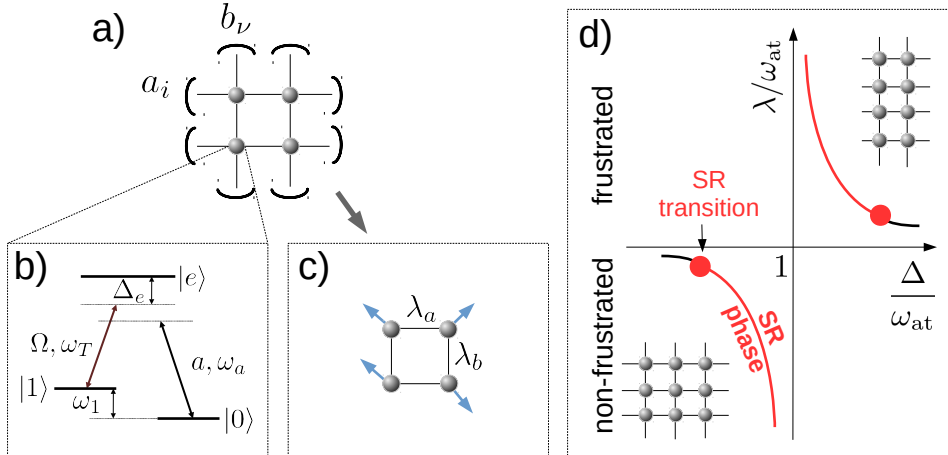 a)
b_ν
a_i
b)
|e⟩
Δ_e
Ω, ω_T
a, ω_a
|1⟩
ω_1
|0⟩
c)
λ_a
λ_b
d)
frustrated
non-frustrated
λ/ω_at
SR
transition
1
Δ
ω_at
SR
phase